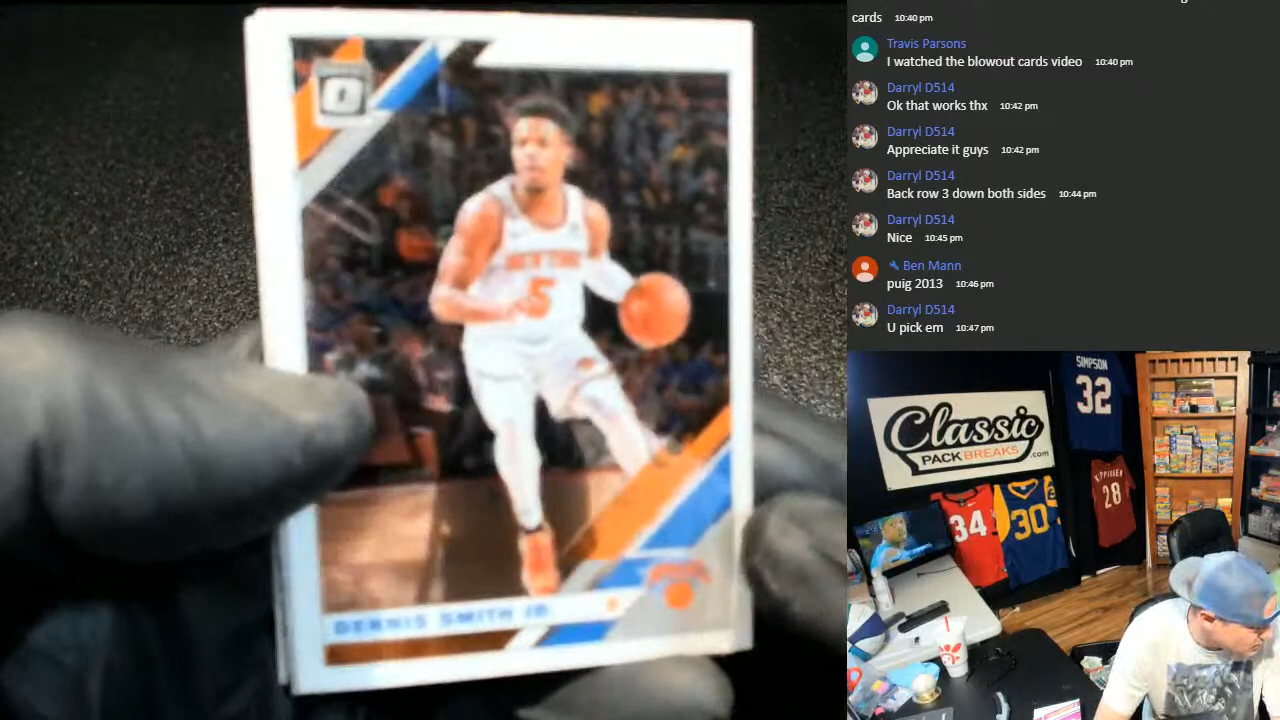 NEW YORK
5
DENNIS SMITH JR
cards 10:40 pm
Travis Parsons
I watched the blowout cards video 10:40 pm
Darryl D514
Ok that works thx 10:42 pm
Darryl D514
Appreciate it guys 10:42 pm
Darryl D514
Back row 3 down both sides 10:44 pm
Darryl D514
Nice 10:45 pm
Ben Mann
puig 2013 10:46 pm
Darryl D514
U pick em 10:47 pm
SIMPSON
32
Classic
PACK BREAKS.com
34
30
28